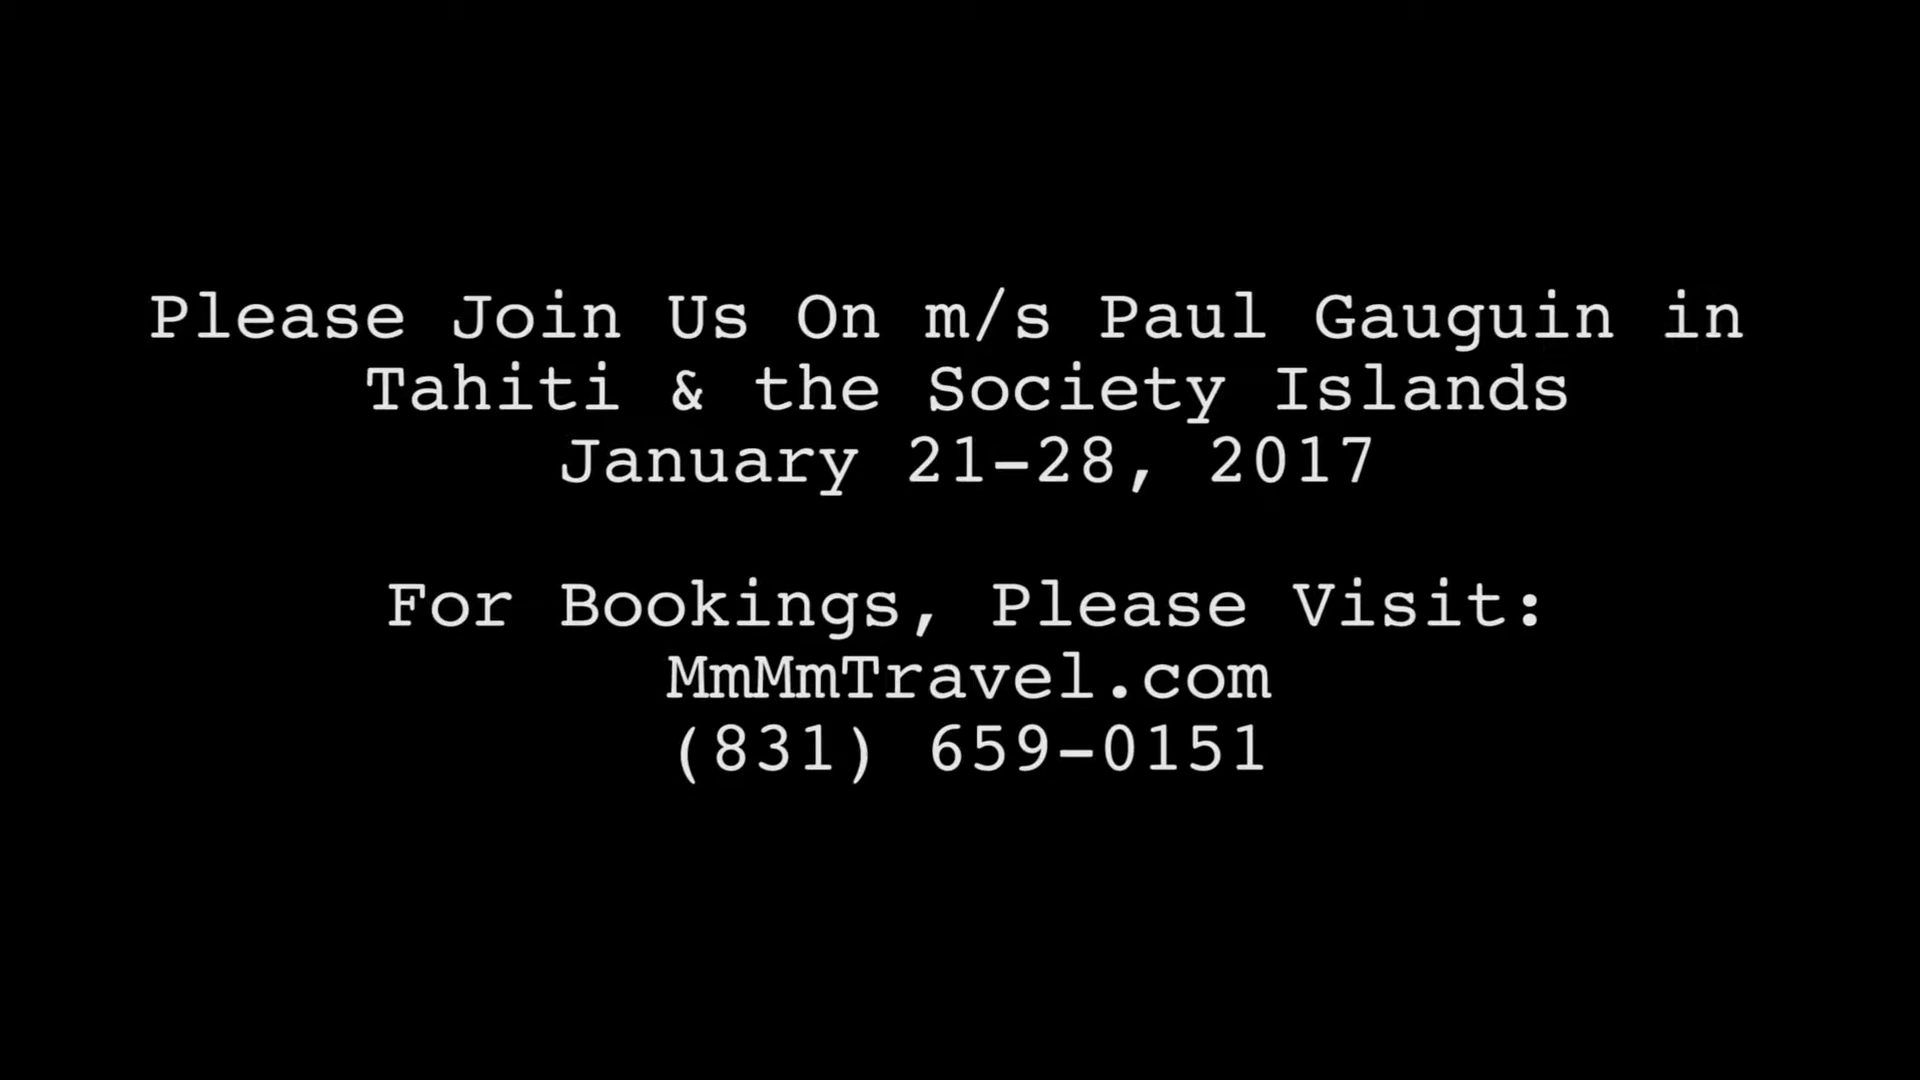 Please Join Us On m/s Paul Gauguin in
Tahiti & the Society Islands
January 21-28, 2017
For Bookings, Please Visit:
MmMmTravel.com
(831) 659-0151